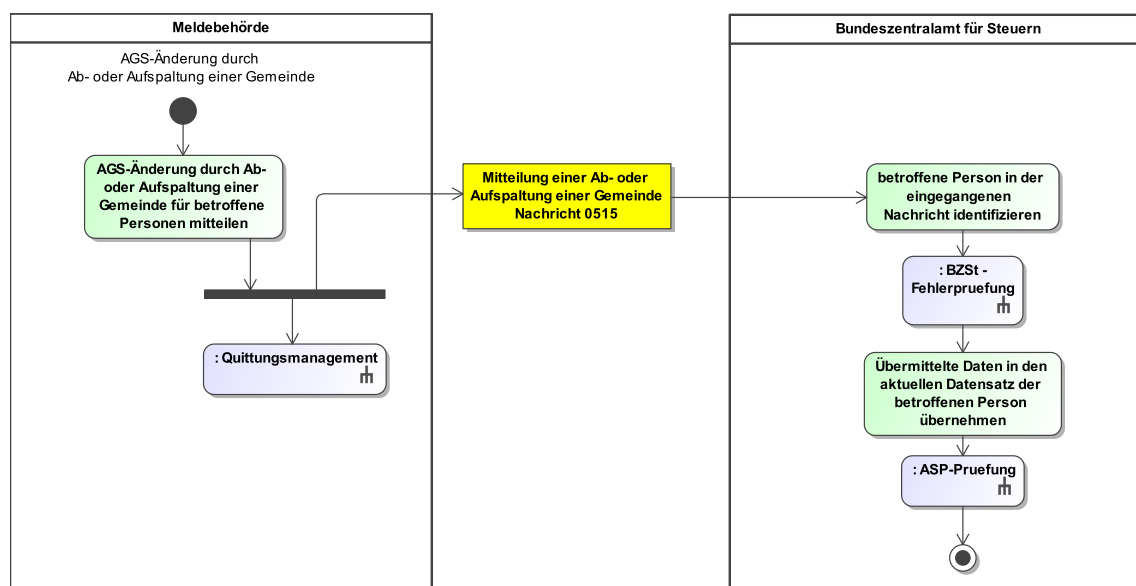 Meldebehörde
AGS-Änderung durch
Ab- oder Aufspaltung einer Gemeinde
AGS-Änderung durch Ab-
oder Aufspaltung einer
Gemeinde für betroffene
Personen mitteilen
: Quittungsmanagement
Mitteilung einer Ab- oder
Aufspaltung einer Gemeinde
Nachricht 0515
Bundeszentralamt für Steuern
betroffene Person in der
eingegangenen
Nachricht identifizieren
: BZSt -
Fehlerpruefung
Übermittelte Daten in den
aktuellen Datensatz der
betroffenen Person
übernehmen
: ASP-Pruefung